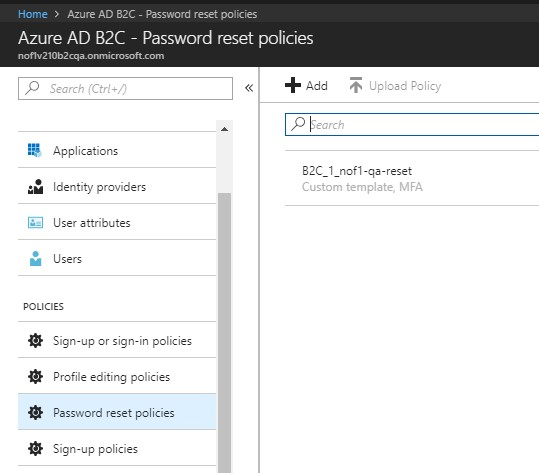 Home > Azure AD B2C - Password reset policies
Azure AD B2C - Password reset policies
nof1v210b2cqa.onmicrosoft.com
Search (Ctrl+/)
«
Applications
Identity providers
User attributes
Users
POLICIES
Sign-up or sign-in policies
Profile editing policies
Password reset policies
Sign-up policies
+ Add
Upload Policy
Search
B2C_1_nof1-qa-reset
Custom template, MFA